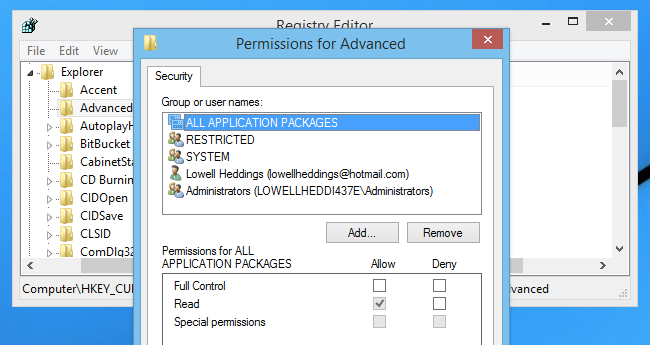 Registry Editor
File Edit
Explorer
Accent
Advanced
AutoplayH
BitBucket
CabinetSta
CD Burnin
CIDOpen
CIDSave
CLSID
ComDlg32
Computer\HKEY_CU
dvanced
Permissions for Advanced
Security
Group or user names:
ALL APPLICATION PACKAGES
RESTRICTED
SYSTEM
Lowell Heddings (lowellheddings@hotmail.com)
Administrators (LOWELLHEDDI437E\Administrators)
Add... Remove
Permissions for ALL
APPLICATION PACKAGES Allow Deny
Full Control
Read
Special permissions